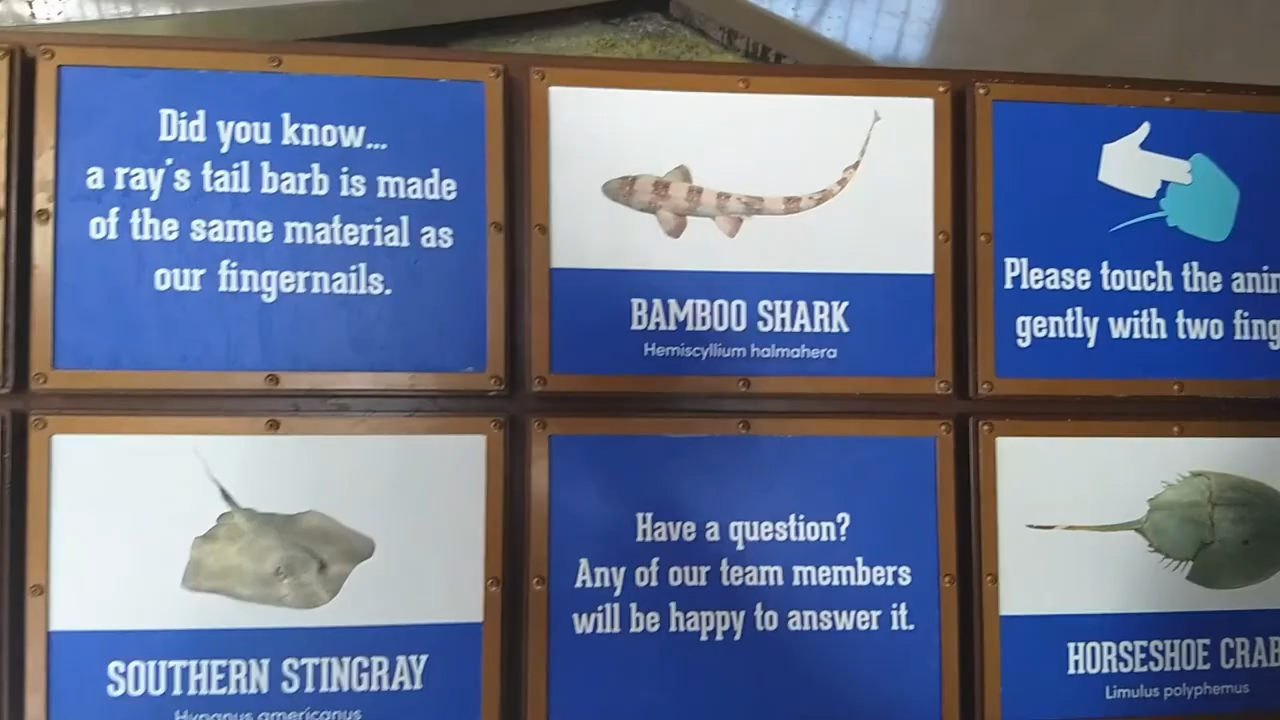 Did you know...
a ray's tail barb is made
of the same material as
our fingernails.
BAMBOO SHARK
Hemiscyllium halmahera
Please touch the
gently with two
SOUTHERN STINGRAY
Hypanus americanus
Have a question?
Any of our team members
will be happy to answer it.
HORSESHOE CRAB
Limulus polyphemus